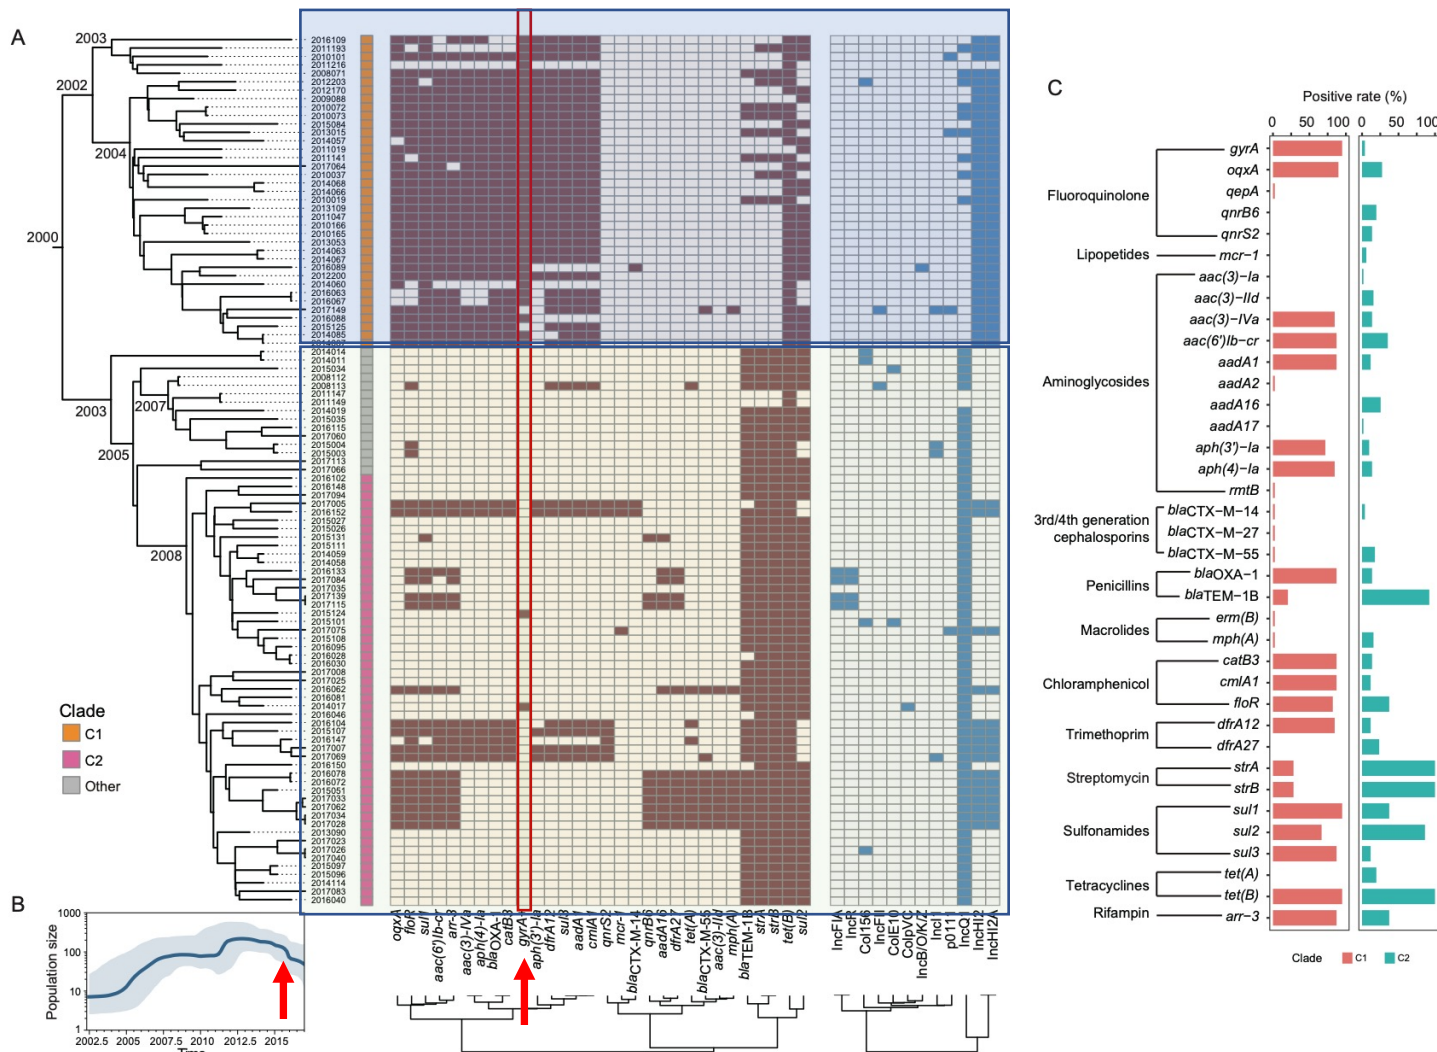 A
2003
2002
2004
2000
2003
2007
2005
2008
2016109
2011193
2010101
2011216
2008071
2012203
2012170
2009088
2010072
2010073
2015084
2013015
2014057
2011019
2011141
2017064
2010037
2014068
2014066
2010019
2013109
2011047
2010166
2010165
2013053
2014063
2014067
2016089
2012200
2014060
2016063
2016067
2017149
2016088
2015125
2014085
2014014
2014011
2015034
2008112
2008113
2011147
2011149
2014019
2015035
2016115
2017060
2015004
2015003
2017113
2017066
2016102
2016148
2017094
2017005
2016152
2015027
2015026
2015131
2015111
2014059
2014058
2016133
2017084
2017035
2017139
2017115
2015124
2015101
2017075
2015108
2016095
2016028
2016030
2017008
2017025
2016062
2016081
2014017
2016046
2016104
2015107
2016147
2017007
2017069
2016150
2016078
2016072
2015051
2017033
2017062
2017034
2017028
2013090
2017023
2017026
2017040
2015097
2015096
2014114
2017083
2016040
Clade
C1
C2
Other
oqxA
floR
sul1
aac(6')Ib-cr
arr-3
aac(3)-IVa
aph(4)-Ia
blaOXA-1
catB3
gyrA
aph(3')-Ia
dfrA12
sul3
aadA1
cmlA1
qnrS2
mcr-1
blaCTX-M-14
qnrB6
aadA16
dfrA27
tet(A)
blaCTX-M-55
aac(3)-IId
mph(A)
blaTEM-1B
strA
strB
tet(B)
sul2
IncFIA
IncR
Col156
IncFII
ColE10
ColpVC
IncB/O/K/Z
IncI1
p0111
IncQ1
IncHI2
IncHI2A
B
Population size
1000
100
10
1
2002.5 2005 2007.5 2010 2012.5 2015
Time
C
Positive rate (%)
0 50 100 0 50 100
Fluoroquinolone
gyrA
oqxA
qepA
qnrB6
qnrS2
Lipopetides
mcr-1
Aminoglycosides
aac(3)−Ia
aac(3)−IId
aac(3)−IVa
aac(6')Ib−cr
aadA1
aadA2
aadA16
aadA17
aph(3')−Ia
aph(4)−Ia
rmtB
3rd/4th generation
cephalosporins
blaCTX−M−14
blaCTX−M−27
blaCTX−M−55
Penicillins
blaOXA−1
blaTEM−1B
Macrolides
erm(B)
mph(A)
Chloramphenicol
catB3
cmlA1
floR
Trimethoprim
dfrA12
dfrA27
Streptomycin
strA
strB
Sulfonamides
sul1
sul2
sul3
Tetracyclines
tet(A)
tet(B)
Rifampin
arr−3
Clade C1 C2